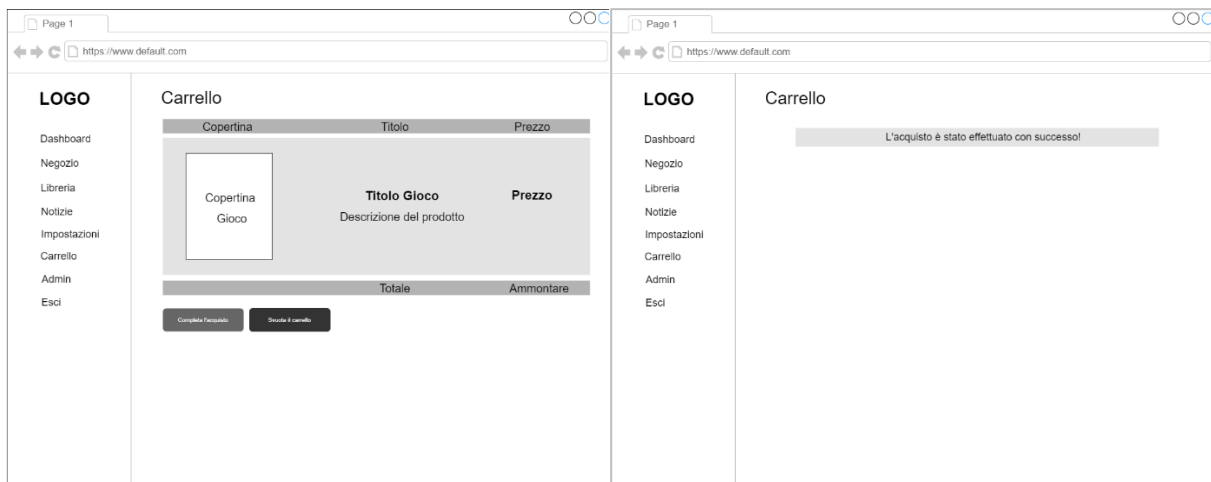 Page 1
https://www.default.com
LOGO
Dashboard
Negozio
Libreria
Notizie
Impostazioni
Carrello
Admin
Esci
Carrello
Copertina Titolo Prezzo
Copertina
Gioco
Titolo Gioco
Descrizione del prodotto
Prezzo
Totale Ammontare
Completa l'acquisto Svuota il carrello
Page 1
https://www.default.com
LOGO
Dashboard
Negozio
Libreria
Notizie
Impostazioni
Carrello
Admin
Esci
Carrello
L'acquisto è stato effettuato con successo!